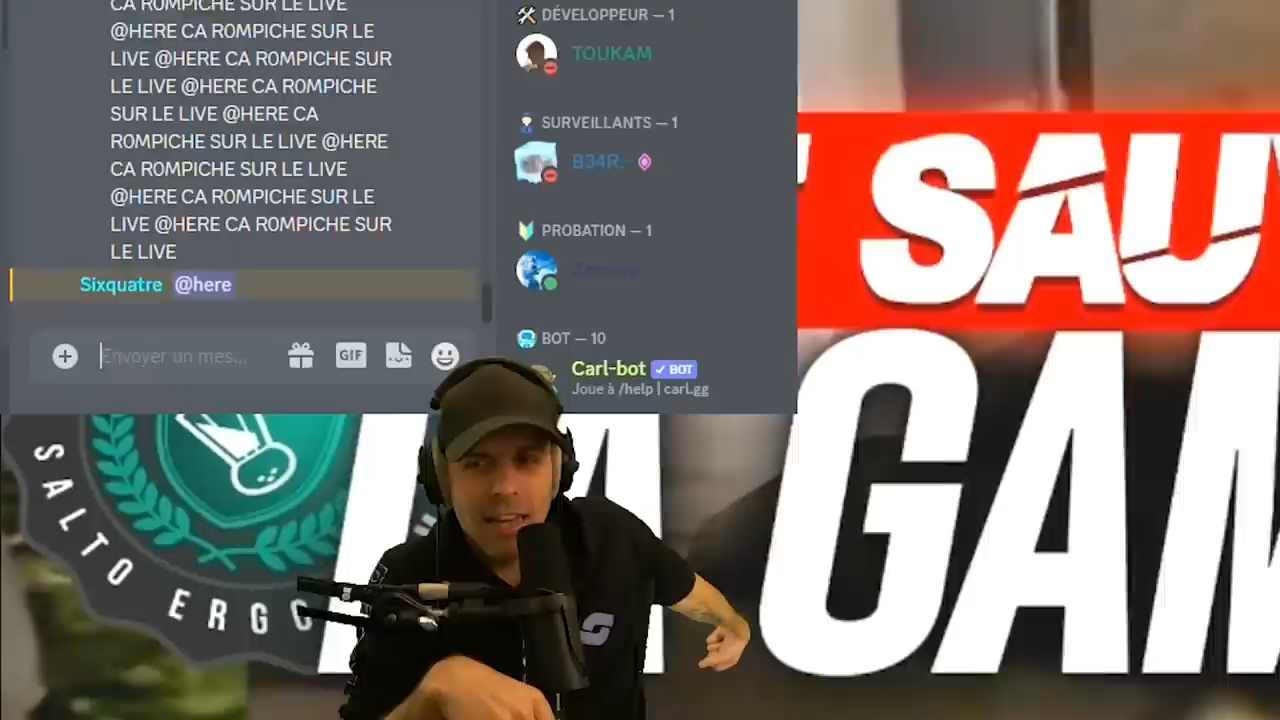 CA R0MPICHE SUR LE LIVE
@HERE CA R0MPICHE SUR LE
LIVE @HERE CA R0MPICHE SUR
LE LIVE @HERE CA R0MPICHE
SUR LE LIVE @HERE CA
R0MPICHE SUR LE LIVE @HERE
CA R0MPICHE SUR LE LIVE
@HERE CA R0MPICHE SUR LE
LIVE @HERE CA R0MPICHE SUR
LE LIVE
Sixquatre @here
Envoyer un mes...
GIF
DÉVELOPPEUR — 1
TOUKAM
SURVEILLANTS — 1
B34R.-
PROBATION — 1
BOT — 10
Carl-bot ✓ BOT
Joue à /help | carl.gg
SAU
GAM
SALTO ERGO